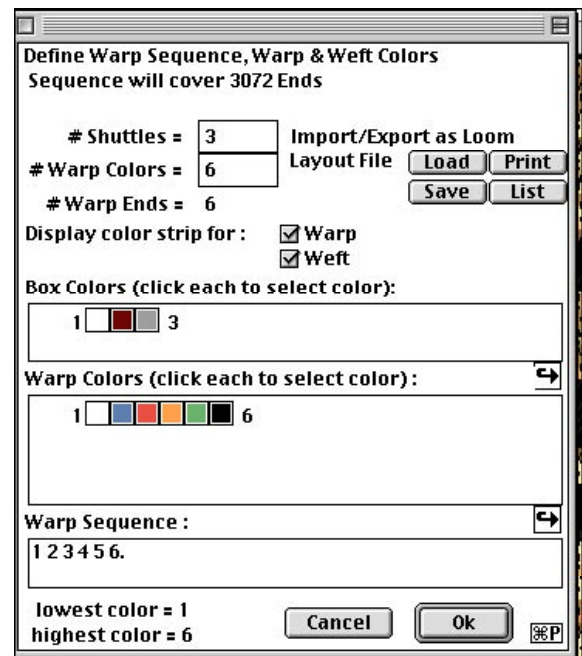 Define Warp Sequence, Warp & Weft Colors
Sequence will cover 3072 Ends
# Shuttles = 3
Import/Export as Loom
Layout File Load Print
# Warp Colors = 6
Save List
# Warp Ends = 6
Display color strip for : Warp
Weft
Box Colors (click each to select color):
1 3
Warp Colors (click each to select color) :
1 6
Warp Sequence :
1 2 3 4 5 6.
lowest color = 1
highest color = 6
Cancel Ok ⌘P